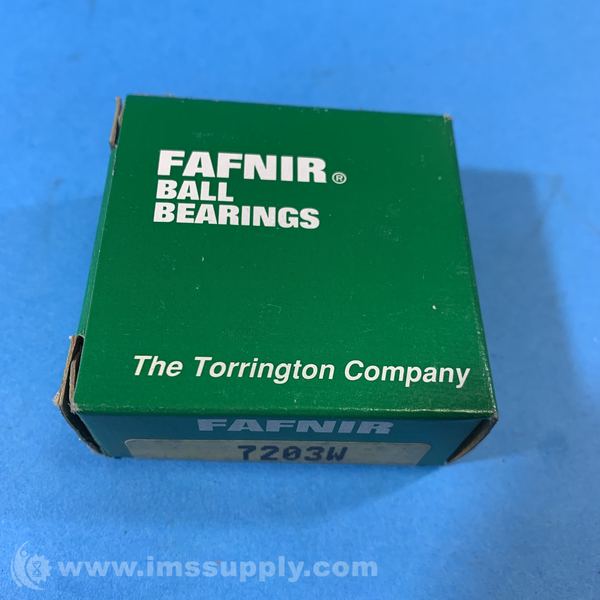 FAFNIR®
BALL
BEARINGS
The Torrington Company
FAFNIR
7203W
www.imssupply.com